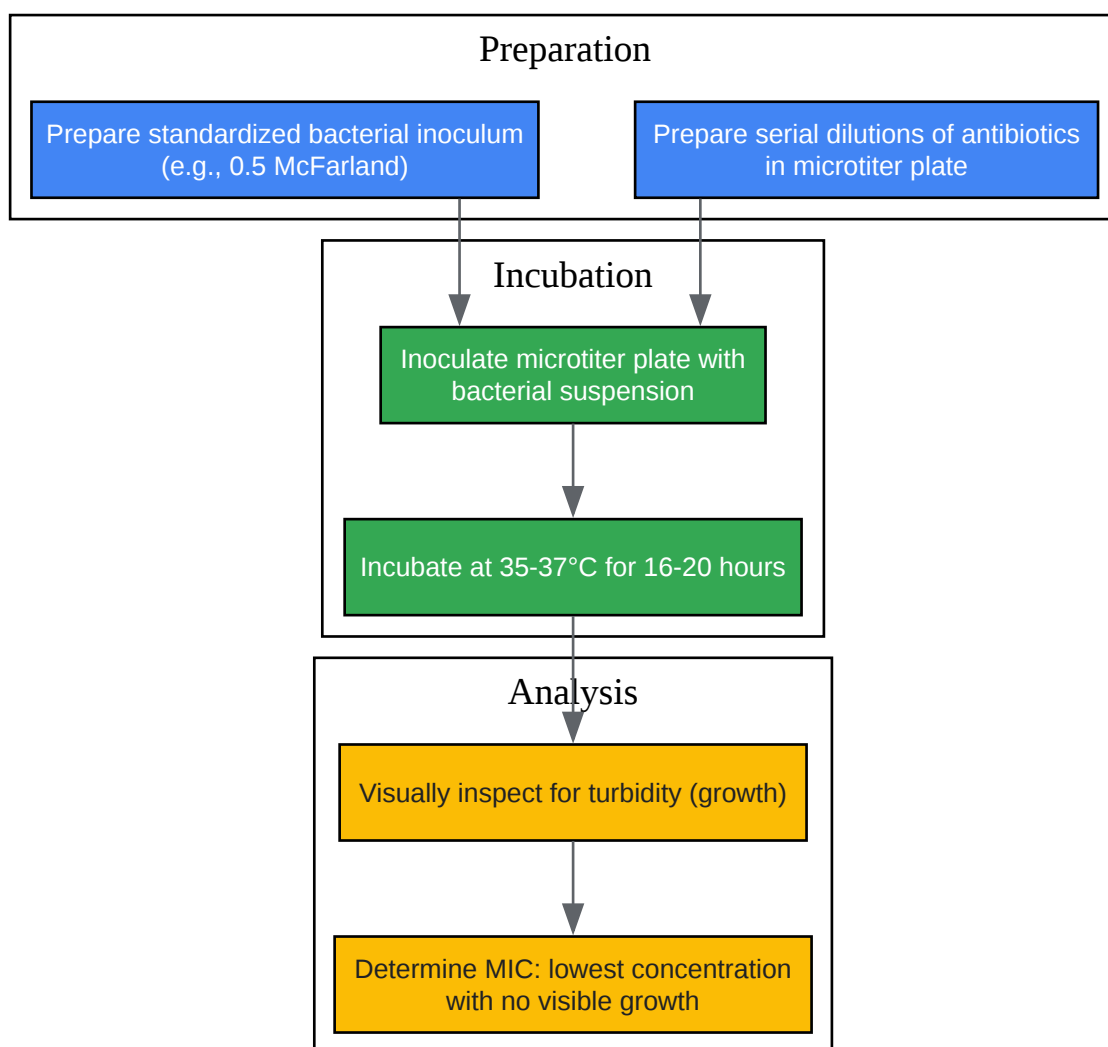 Preparation
Prepare standardized bacterial inoculum
(e.g., 0.5 McFarland)
Prepare serial dilutions of antibiotics
in microtiter plate
Incubation
Inoculate microtiter plate with
bacterial suspension
Incubate at 35-37°C for 16-20 hours
Analysis
Visually inspect for turbidity (growth)
Determine MIC: lowest concentration
with no visible growth